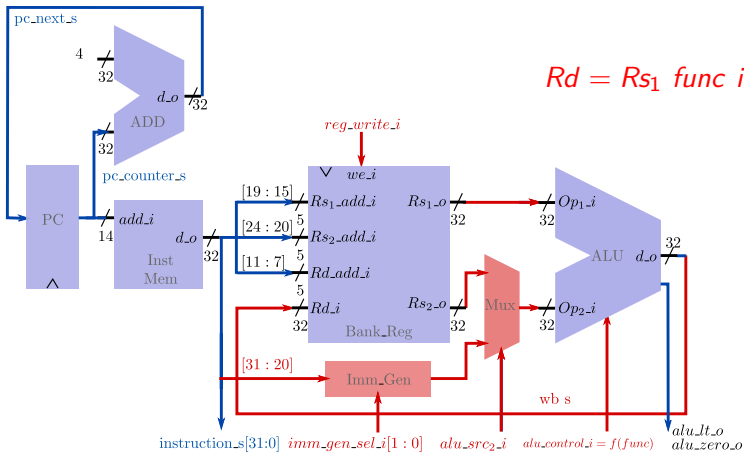 pc_next_s
4
32
d_o
32
ADD
32
Rd = Rs1 func i
reg_write_i
pc_counter_s
PC
14
add_i
d_o
32
Inst
Mem
[19 : 15]
5
[24 : 20]
5
[11 : 7]
5
32
we_i
Rs1_add_i
Rs2_add_i
Rd_add_i
Rd_i
Rs1_o
32
Rs2_o
32
Bank_Reg
Mux
32
Op1_i
32
Op2_i
ALU
d_o
32
[31 : 20]
Imm_Gen
wb s
instruction_s[31:0]
imm_gen_sel_i[1 : 0]
alu_src2_i
alu_control_i = f(func)
alu_lt_o
alu_zero_o